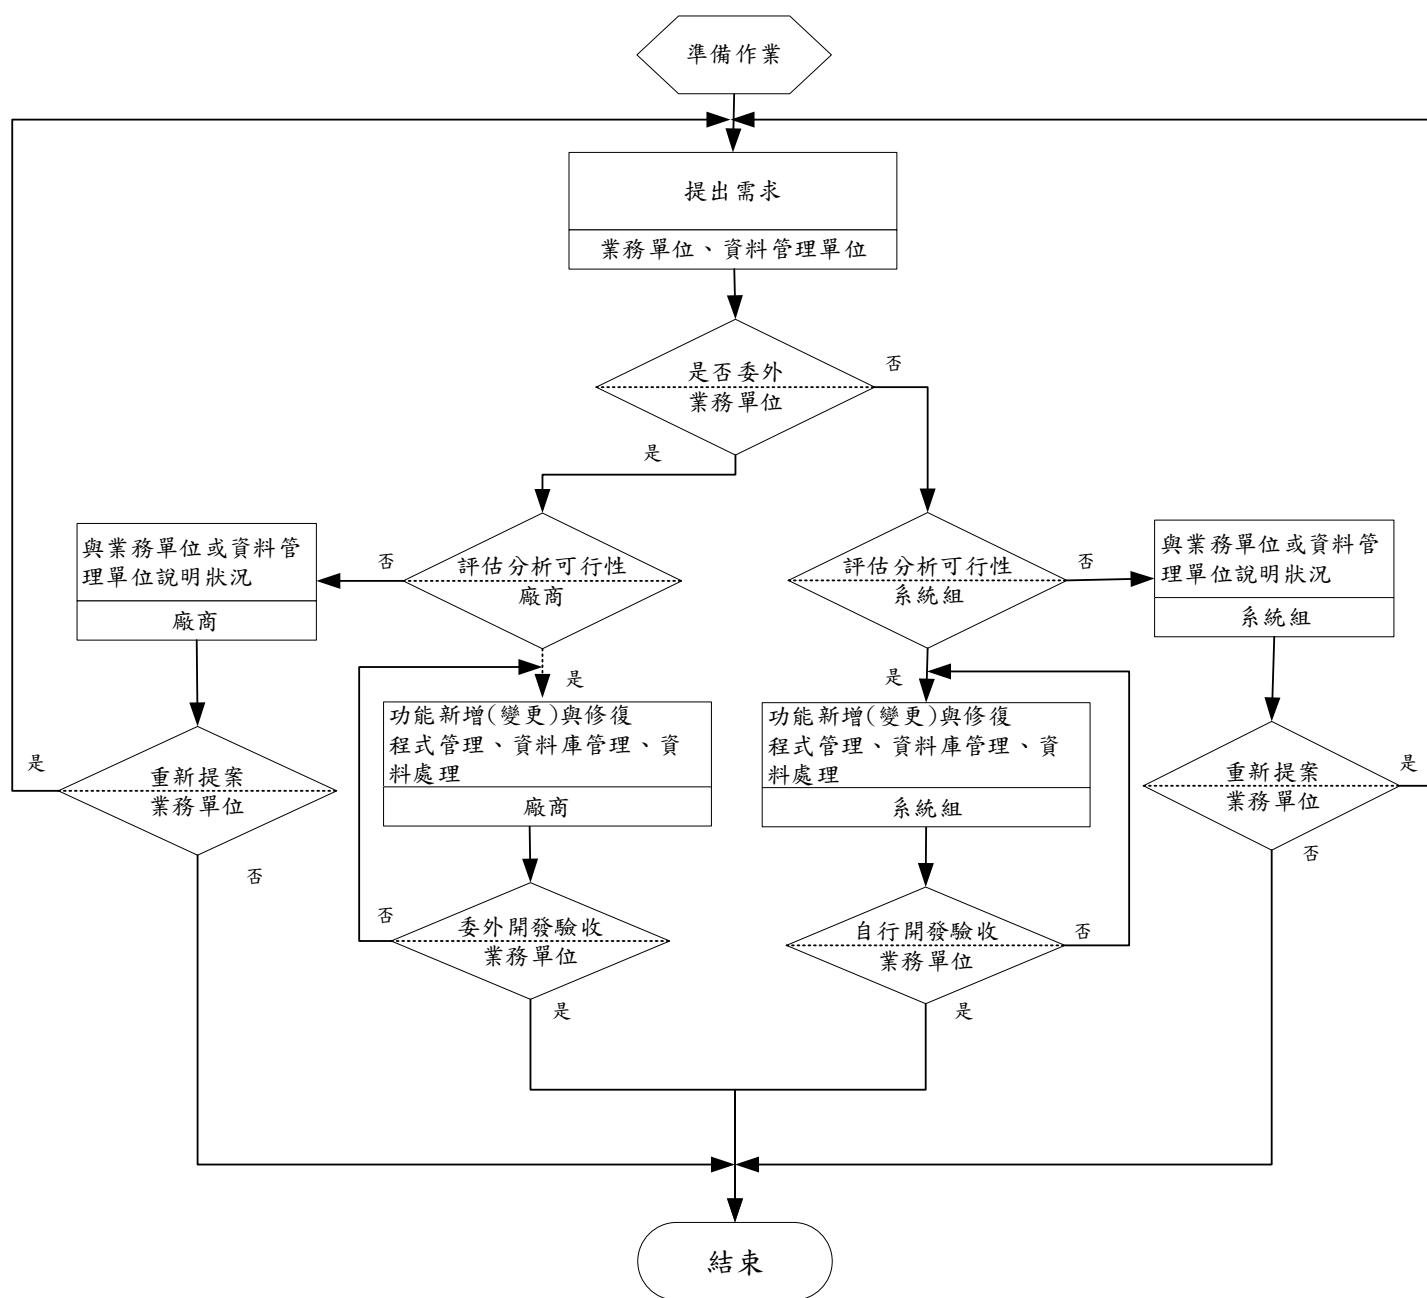 準備作業
提出需求
業務單位、資料管理單位
是否委外
業務單位
否
是
與業務單位或資料管
理單位說明狀況
廠商
否
評估分析可行性
廠商
評估分析可行性
系統組
否
與業務單位或資料管
理單位說明狀況
系統組
是
是
功能新增(變更)與修復
程式管理、資料庫管理、資
料處理
廠商
功能新增(變更)與修復
程式管理、資料庫管理、資
料處理
系統組
是
重新提案
業務單位
否
重新提案
業務單位
是
否
否
委外開發驗收
業務單位
是
自行開發驗收
業務單位
否
是
結束